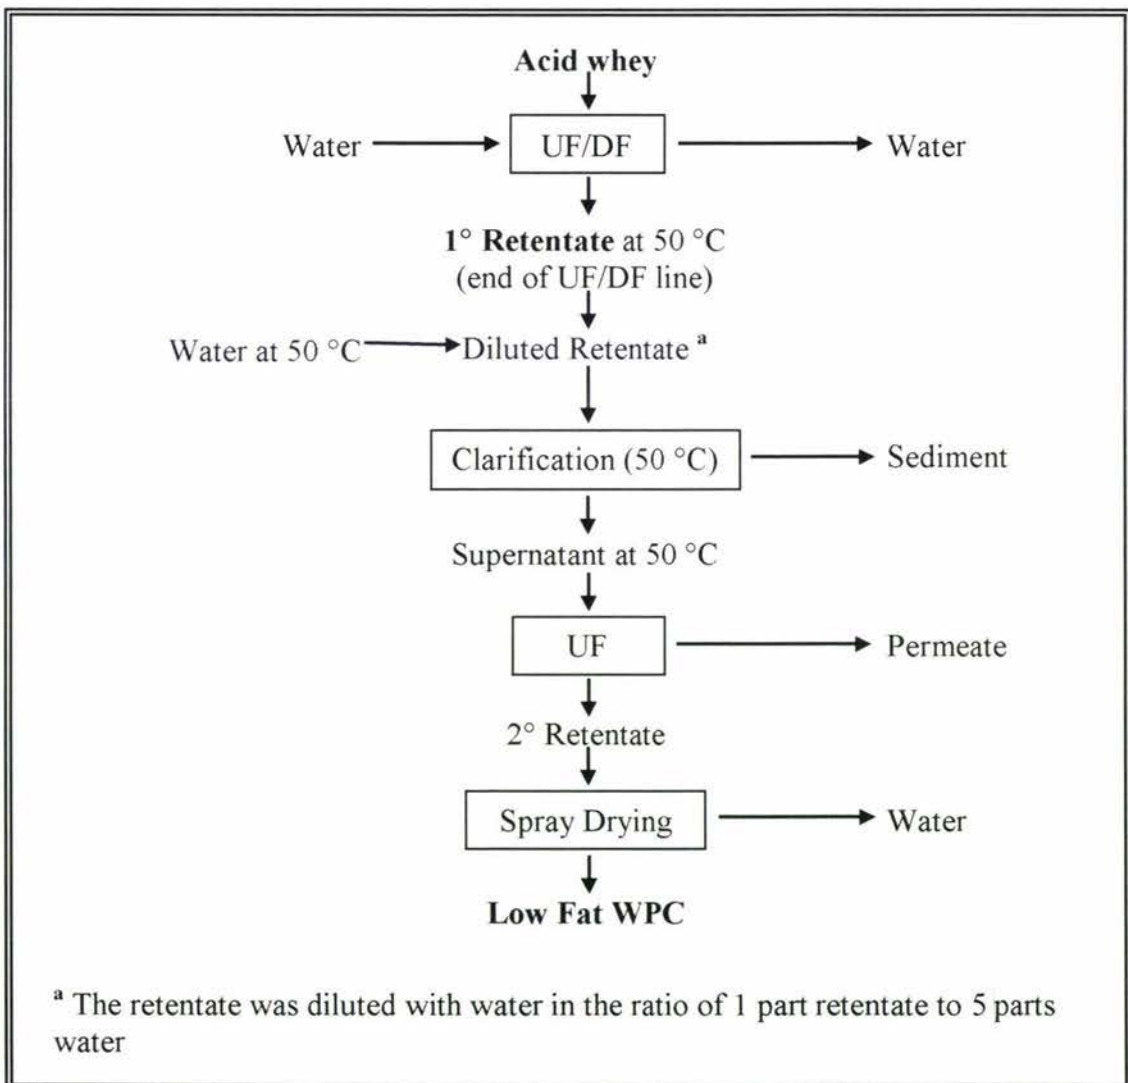 Acid whey
Water
UF/DF
Water
1° Retentate at 50 °C
(end of UF/DF line)
Water at 50 °C
Diluted Retentate a
Clarification (50 °C)
Sediment
Supernatant at 50 °C
UF
Permeate
2° Retentate
Spray Drying
Water
Low Fat WPC
a The retentate was diluted with water in the ratio of 1 part retentate to 5 parts
water